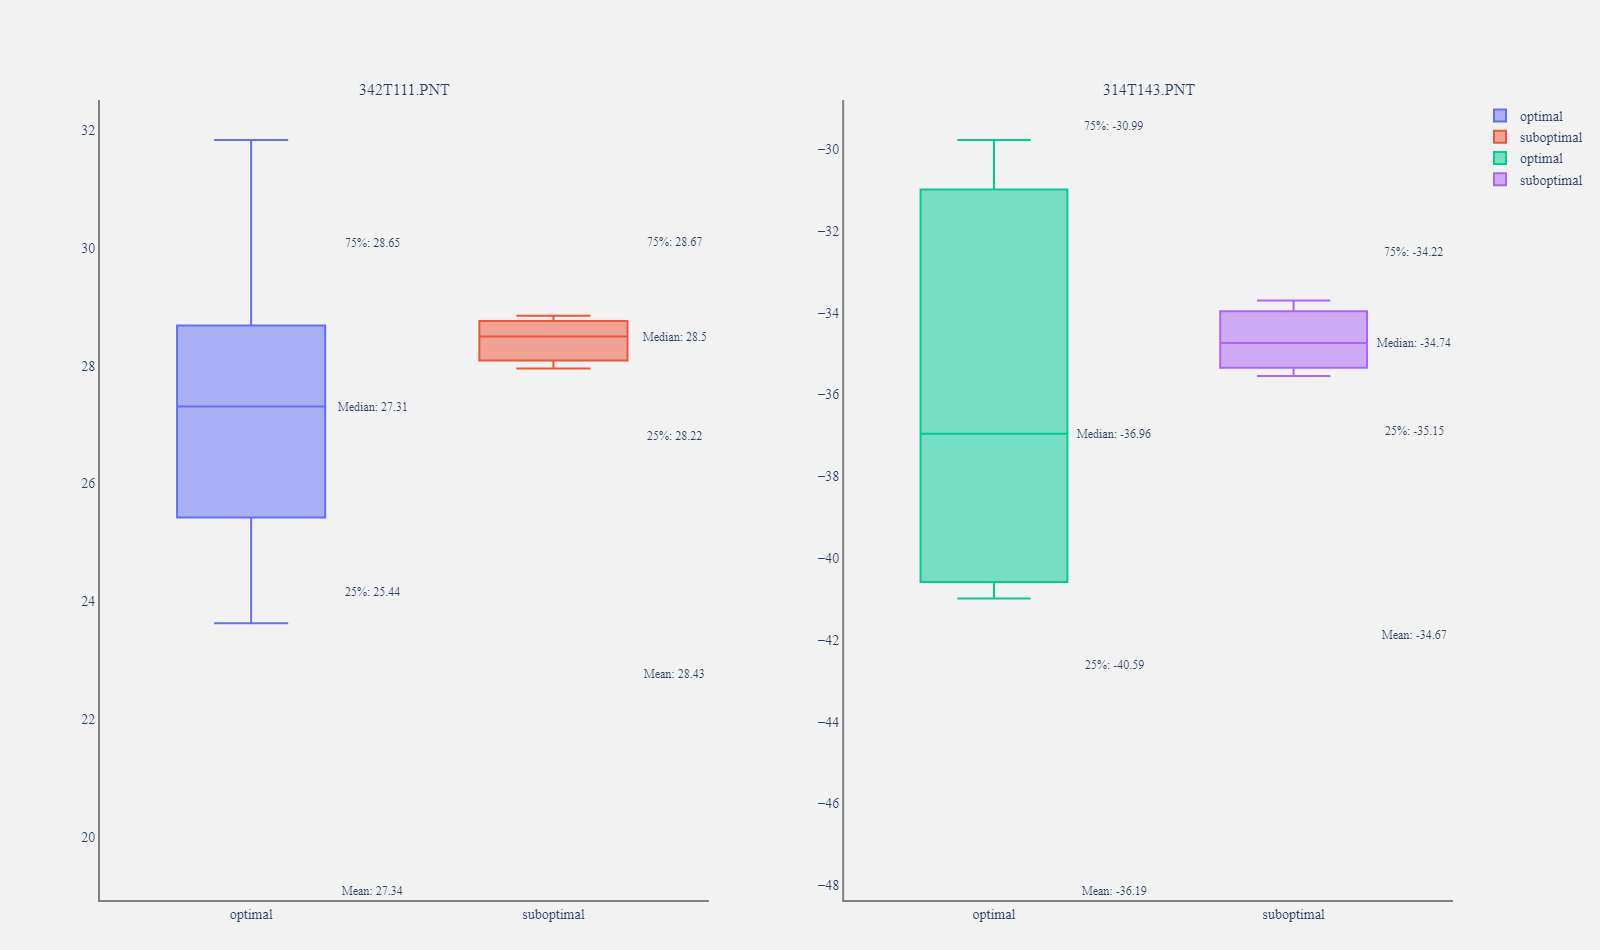 342T111.PNT
32
30
28
26
24
22
20
75%: 28.65
Median: 27.31
25%: 25.44
Mean: 27.34
75%: 28.67
Median: 28.5
25%: 28.22
Mean: 28.43
optimal
suboptimal
314T143.PNT
−30
−32
−34
−36
−38
−40
−42
−44
−46
−48
75%: -30.99
Median: -36.96
25%: -40.59
Mean: -36.19
75%: -34.22
Median: -34.74
25%: -35.15
Mean: -34.67
optimal
suboptimal
optimal
suboptimal
optimal
suboptimal